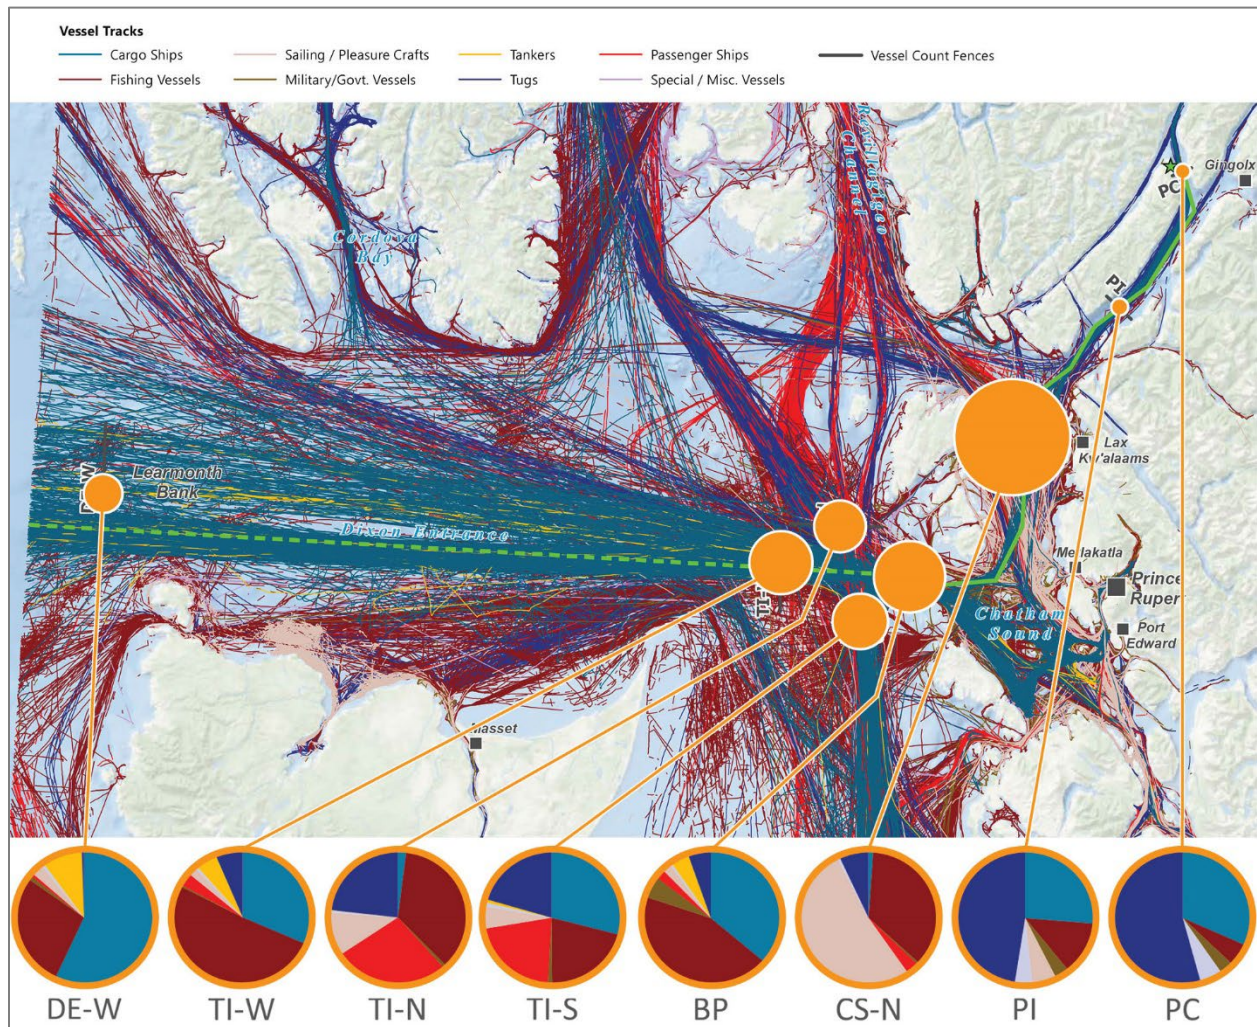 Vessel Tracks
Cargo Ships Sailing / Pleasure Crafts Tankers Passenger Ships Vessel Count Fences
Fishing Vessels Military/Govt. Vessels Tugs Special / Misc. Vessels
Revillagigedo
Channel
Gingolx
PC
Cordova
Bay
PI
Lax
Kw'alaams
Learmonth
Bank
Dixon Entrance
Metlakatla
Prince
Ruper
Chatham
Sound
Port
Edward
Masset
DE-W TI-W TI-N TI-S BP CS-N PI PC